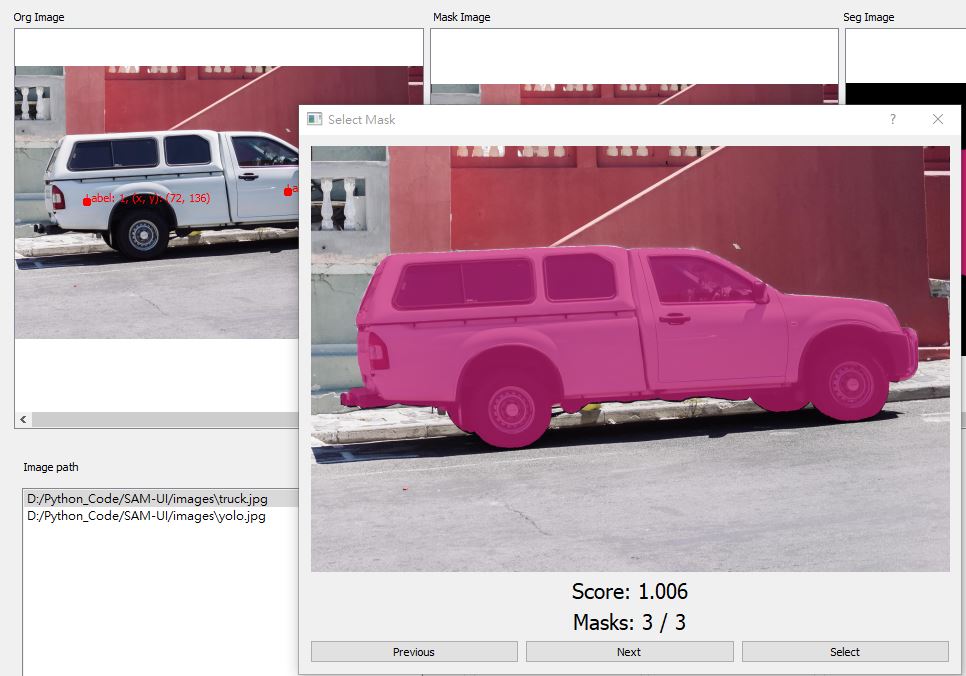 Org Image
Mask Image
Seg Image
Select Mask
?
Label: 1, (x, y): (72, 136)
Image path
D:/Python_Code/SAM-UI/images\truck.jpg
D:/Python_Code/SAM-UI/images\yolo.jpg
Score: 1.006
Masks: 3 / 3
Previous
Next
Select